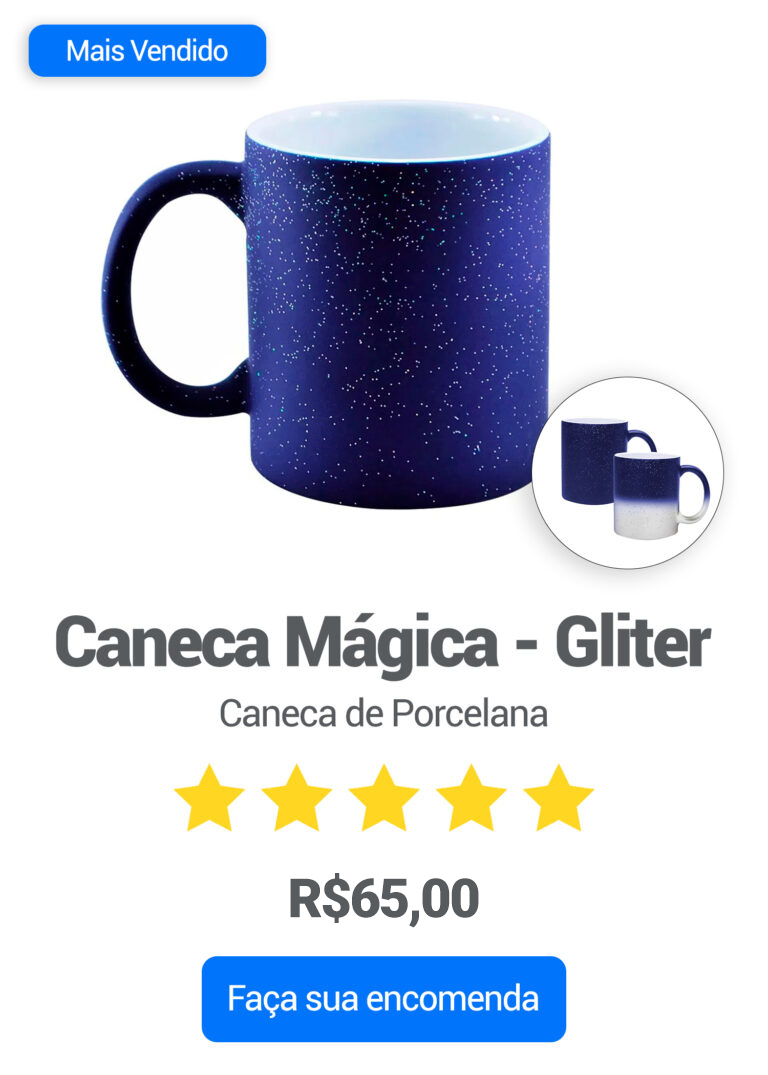 Mais Vendido
Caneca Mágica - Gliter
Caneca de Porcelana
R$65,00
Faça sua encomenda